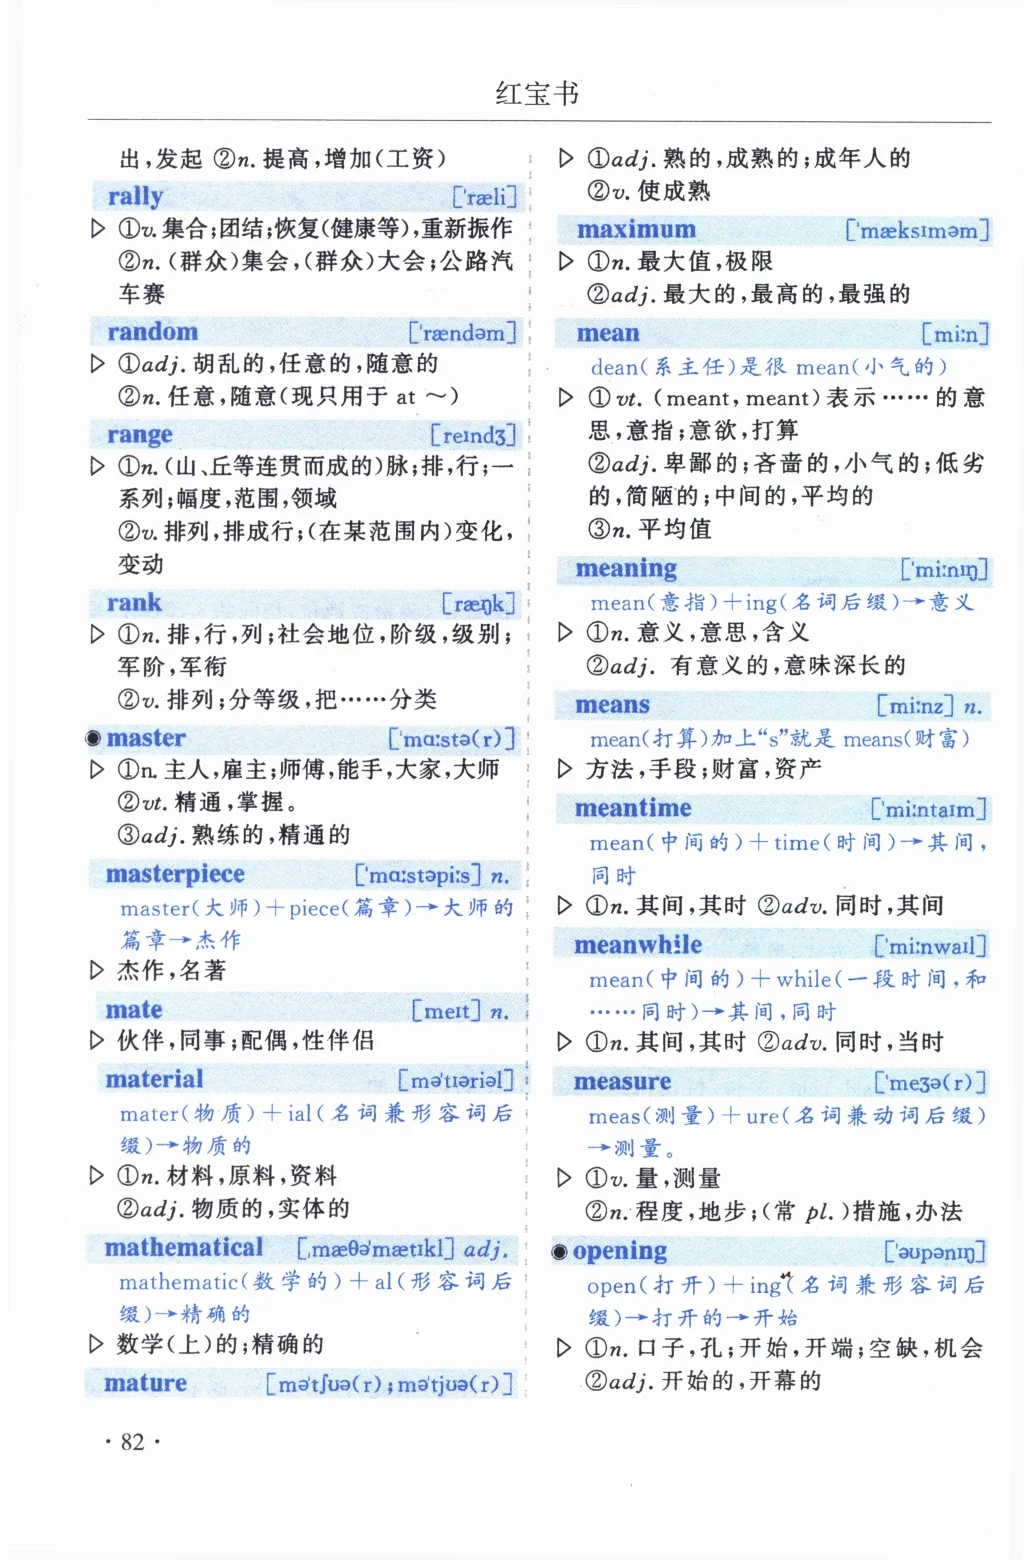 红宝书
出,发起 ②n. 提高,增加(工资)
rally ['ræli]
▷ ①v. 集合;团结;恢复(健康等),重新振作
②n. (群众)集会,(群众)大会;公路汽
车赛
random ['rændəm]
▷ ①adj. 胡乱的,任意的,随意的
②n. 任意,随意(现只用于 at ～)
range [reɪndʒ]
▷ ①n. (山、丘等连贯而成的)脉;排,行;一
系列;幅度,范围,领域
②v. 排列,排成行;(在某范围内)变化,
变动
rank [ræŋk]
▷ ①n. 排,行,列;社会地位,阶级,级别;
军阶,军衔
②v. 排列;分等级,把……分类
◉ master ['mɑːstə(r)]
▷ ①n. 主人,雇主;师傅,能手,大家,大师
②vt. 精通,掌握。
③adj. 熟练的,精通的
masterpiece ['mɑːstəpiːs] n.
master(大师)＋piece(篇章)→大师的
篇章→杰作
▷ 杰作,名著
mate [meɪt] n.
▷ 伙伴,同事;配偶,性伴侣
material [mə'tɪəriəl]
mater(物质)＋ial(名词兼形容词后
缀)→物质的
▷ ①n. 材料,原料,资料
②adj. 物质的,实体的
mathematical [ˌmæθə'mætɪkl] adj.
mathematic(数学的)＋al(形容词后
缀)→精确的
▷ 数学(上)的;精确的
mature [mə'tʃʊə(r);mə'tjʊə(r)]
▷ ①adj. 熟的,成熟的;成年人的
②v. 使成熟
maximum ['mæksɪməm]
▷ ①n. 最大值,极限
②adj. 最大的,最高的,最强的
mean [miːn]
dean(系主任)是很 mean(小气的)
▷ ①vt. (meant, meant)表示……的意
思,意指;意欲,打算
②adj. 卑鄙的;吝啬的,小气的;低劣
的,简陋的;中间的,平均的
③n. 平均值
meaning ['miːnɪŋ]
mean(意指)＋ing(名词后缀)→意义
▷ ①n. 意义,意思,含义
②adj. 有意义的,意味深长的
means [miːnz] n.
mean(打算)加上“s”就是 means(财富)
▷ 方法,手段;财富,资产
meantime ['miːntaɪm]
mean(中间的)＋time(时间)→其间,
同时
▷ ①n. 其间,其时 ②adv. 同时,其间
meanwhile ['miːnwaɪl]
mean(中间的)＋while(一段时间,和
……同时)→其间,同时
▷ ①n. 其间,其时 ②adv. 同时,当时
measure ['meʒə(r)]
meas(测量)＋ure(名词兼动词后缀)
→测量。
▷ ①v. 量,测量
②n. 程度,地步;(常 pl.)措施,办法
◉ opening ['əʊpənɪŋ]
open(打开)＋ing(名词兼形容词后
缀)→打开的→开始
▷ ①n. 口子,孔;开始,开端;空缺,机会
②adj. 开始的,开幕的
· 82 ·